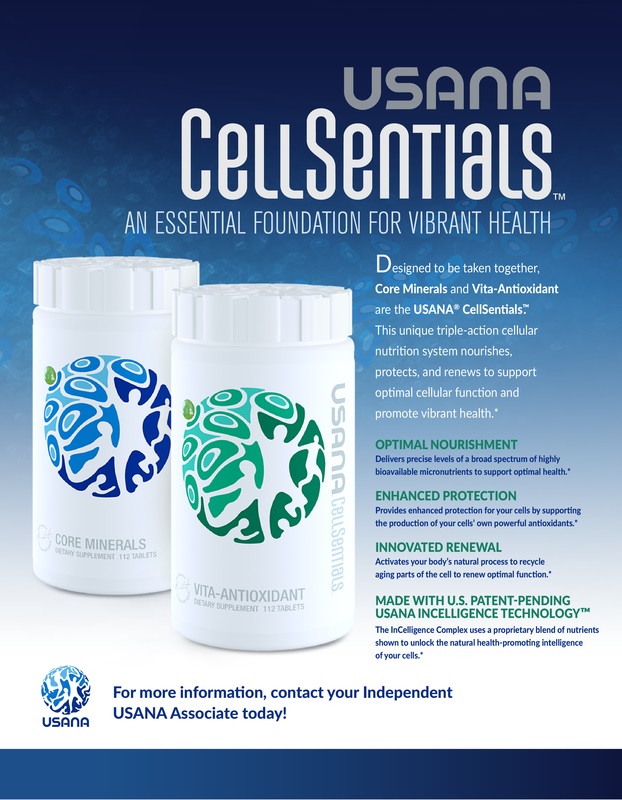 USANA
CellSentials™
AN ESSENTIAL FOUNDATION FOR VIBRANT HEALTH
Designed to be taken together,
Core Minerals and Vita-Antioxidant
are the USANA® CellSentials.™
This unique triple-action cellular
nutrition system nourishes,
protects, and renews to support
optimal cellular function and
promote vibrant health.*
OPTIMAL NOURISHMENT
Delivers precise levels of a broad spectrum of highly
bioavailable micronutrients to support optimal health.*
ENHANCED PROTECTION
Provides enhanced protection for your cells by supporting
the production of your cells' own powerful antioxidants.*
INNOVATED RENEWAL
Activates your body's natural process to recycle
aging parts of the cell to renew optimal function.*
MADE WITH U.S. PATENT-PENDING
USANA INCELLIGENCE TECHNOLOGY™
The InCelligence Complex uses a proprietary blend of nutrients
shown to unlock the natural health-promoting intelligence
of your cells.*
CORE MINERALS
DIETARY SUPPLEMENT 112 TABLETS
USANA CellSentials
VITA-ANTIOXIDANT
DIETARY SUPPLEMENT 112 TABLETS
USANA
For more information, contact your Independent
USANA Associate today!